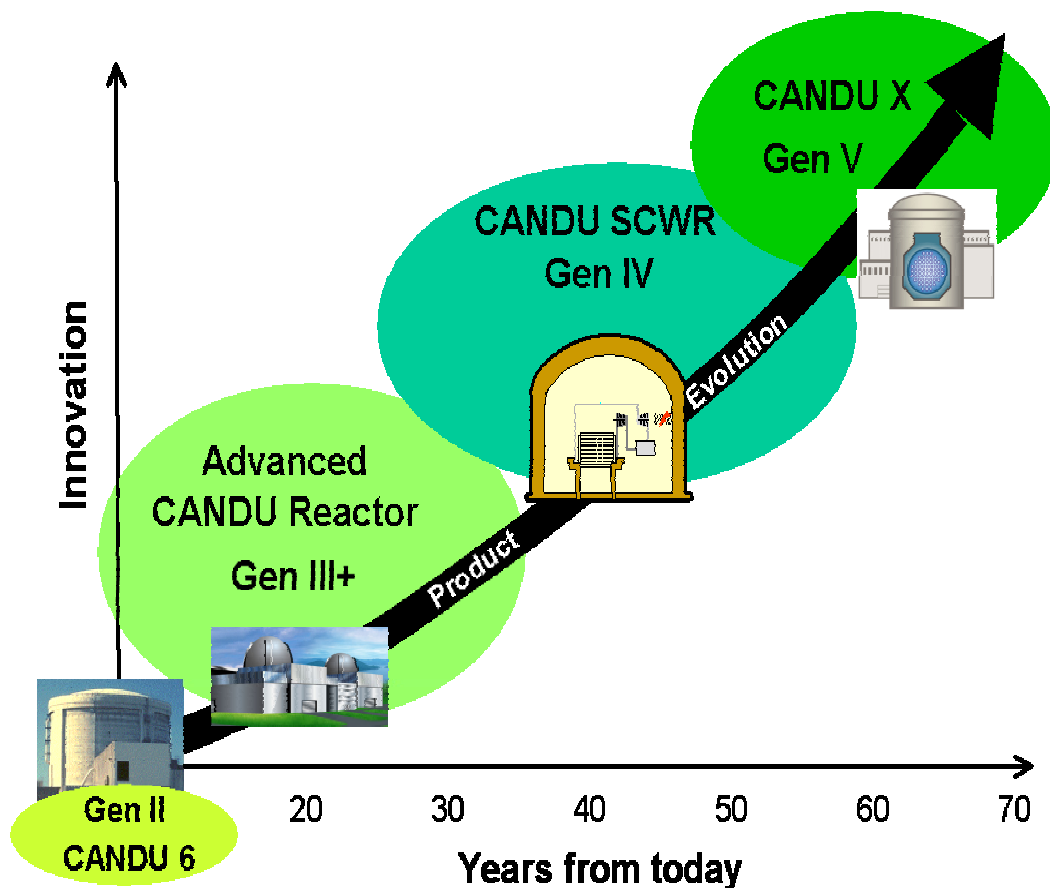 CANDU X
Gen V
CANDU SCWR
Gen IV
Evolution
Innovation
Advanced
CANDU Reactor
Gen III+
Product
Gen II
CANDU 6
20 30 40 50 60 70
Years from today